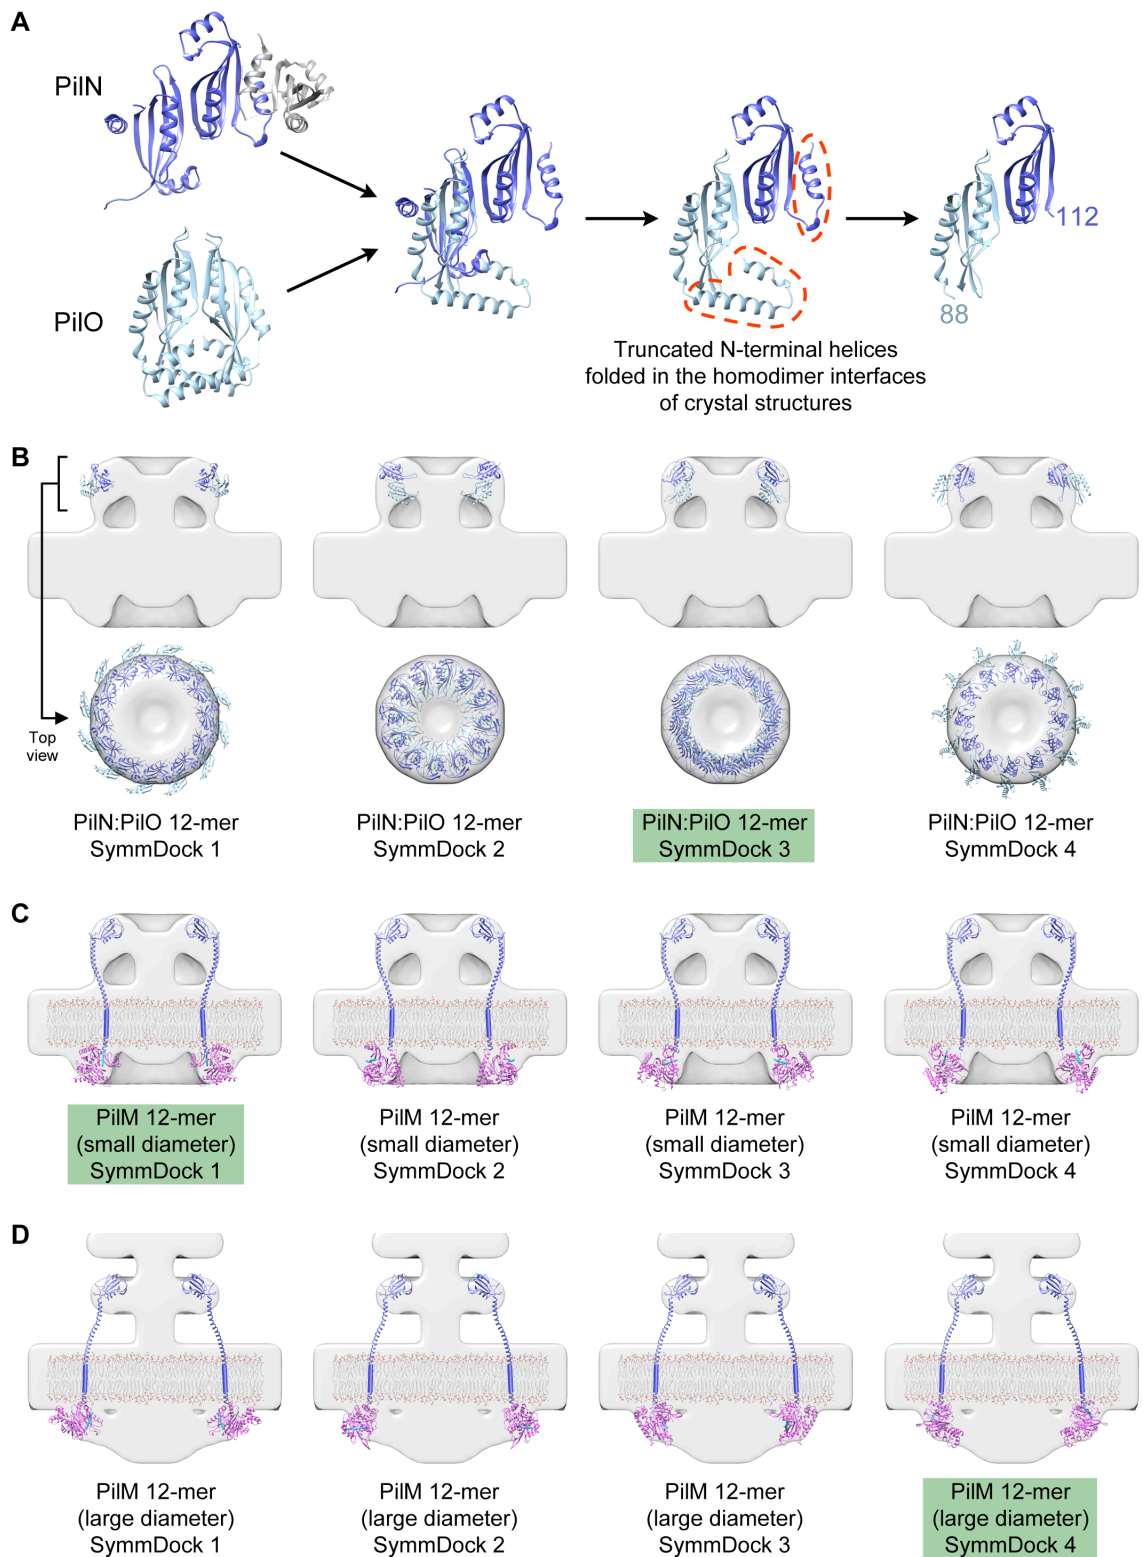 A
PilN
PilO
112
88
Truncated N-terminal helices
folded in the homodimer interfaces
of crystal structures
B
Top
view
PilN:PilO 12-mer
SymmDock 1
PilN:PilO 12-mer
SymmDock 2
PilN:PilO 12-mer
SymmDock 3
PilN:PilO 12-mer
SymmDock 4
C
PilM 12-mer
(small diameter)
SymmDock 1
PilM 12-mer
(small diameter)
SymmDock 2
PilM 12-mer
(small diameter)
SymmDock 3
PilM 12-mer
(small diameter)
SymmDock 4
D
PilM 12-mer
(large diameter)
SymmDock 1
PilM 12-mer
(large diameter)
SymmDock 2
PilM 12-mer
(large diameter)
SymmDock 3
PilM 12-mer
(large diameter)
SymmDock 4